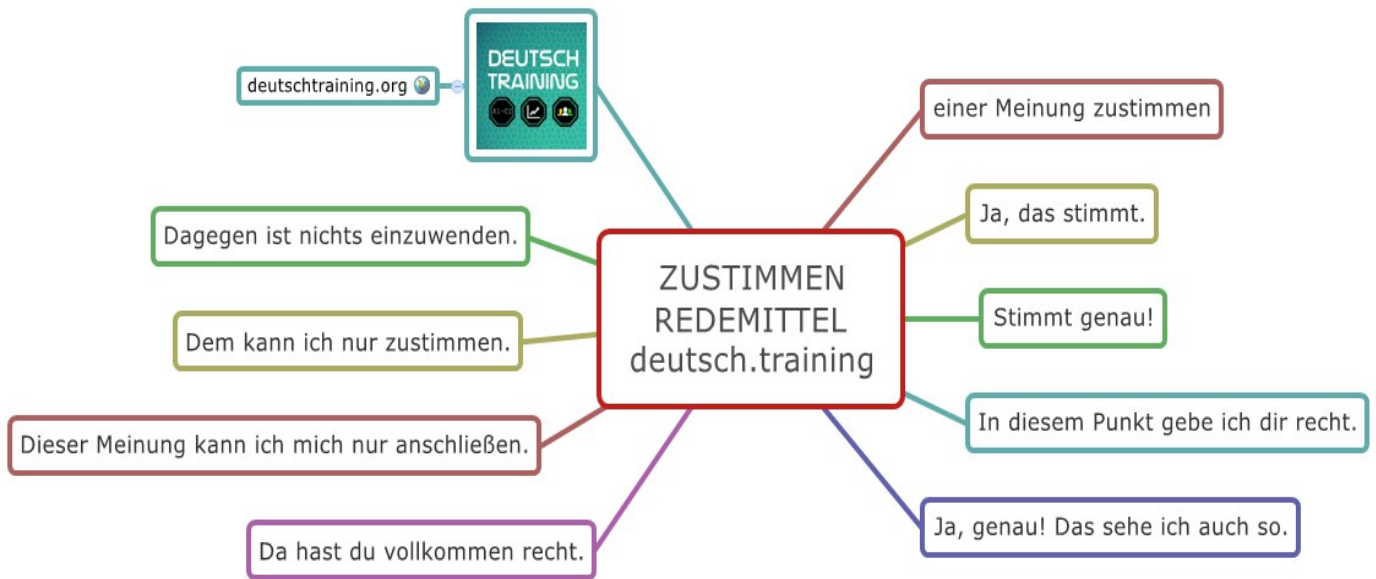 DEUTSCH
TRAINING
A1-C2
deutschtraining.org
einer Meinung zustimmen
Ja, das stimmt.
Dagegen ist nichts einzuwenden.
ZUSTIMMEN
REDEMITTEL
deutsch.training
Stimmt genau!
Dem kann ich nur zustimmen.
In diesem Punkt gebe ich dir recht.
Dieser Meinung kann ich mich nur anschließen.
Ja, genau! Das sehe ich auch so.
Da hast du vollkommen recht.